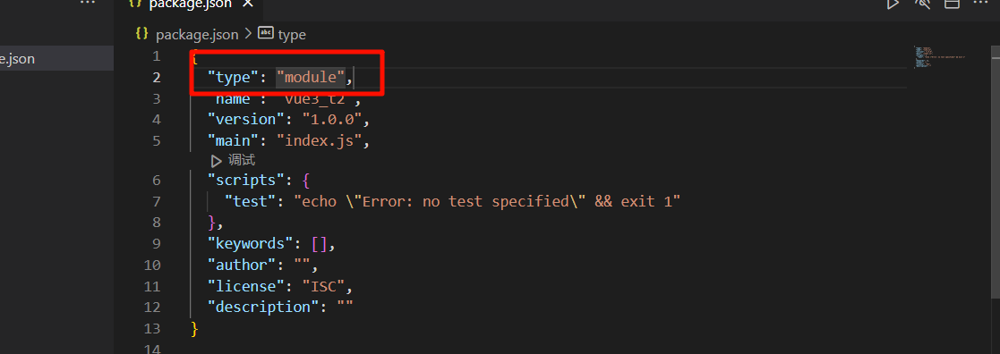 ··· {} package.json ×
e.json
{} package.json > abc type
1 {
2 "type": "module",
3 "name": "vue3_t2",
4 "version": "1.0.0",
5 "main": "index.js",
调试
6 "scripts": {
7 "test": "echo \"Error: no test specified\" && exit 1"
8 },
9 "keywords": [],
10 "author": "",
11 "license": "ISC",
12 "description": ""
13 }
14